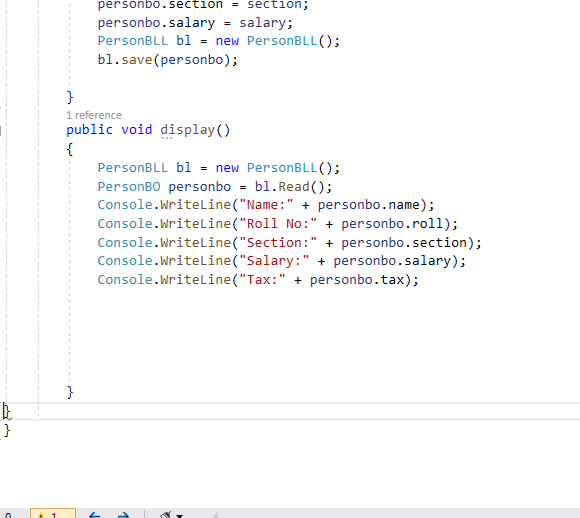 personbo.section = section;
personbo.salary = salary;
PersonBLL bl = new PersonBLL();
bl.save(personbo);
}
1 reference
public void display()
{
PersonBLL bl = new PersonBLL();
PersonBO personbo = bl.Read();
Console.WriteLine("Name:" + personbo.name);
Console.WriteLine("Roll No:" + personbo.roll);
Console.WriteLine("Section:" + personbo.section);
Console.WriteLine("Salary:" + personbo.salary);
Console.WriteLine("Tax:" + personbo.tax);
}
}
}
0 1